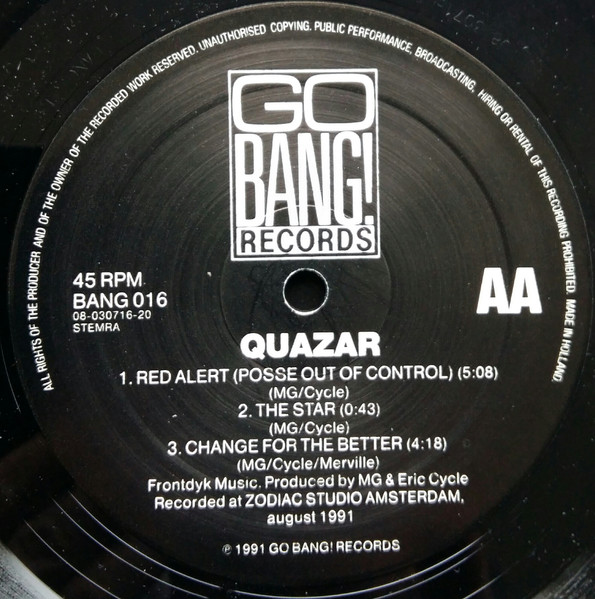 ALL RIGHTS OF THE PRODUCER AND OF THE OWNER OF THE RECORDED WORK RESERVED. UNAUTHORISED COPYING. PUBLIC PERFORMANCE, BROADCASTING, HIRING OR RENTAL OF THIS RECORDING PROHIBITED. MADE IN HOLLAND
GO
BANG!
RECORDS
45 RPM
BANG 016
08-030716-20
STEMRA
AA
QUAZAR
1. RED ALERT (POSSE OUT OF CONTROL) (5:08)
(MG/Cycle)
2. THE STAR (0:43)
(MG/Cycle)
3. CHANGE FOR THE BETTER (4:18)
(MG/Cycle/Merville)
Frontdyk Music. Produced by MG & Eric Cycle
Recorded at ZODIAC STUDIO AMSTERDAM,
august 1991
℗ 1991 GO BANG! RECORDS